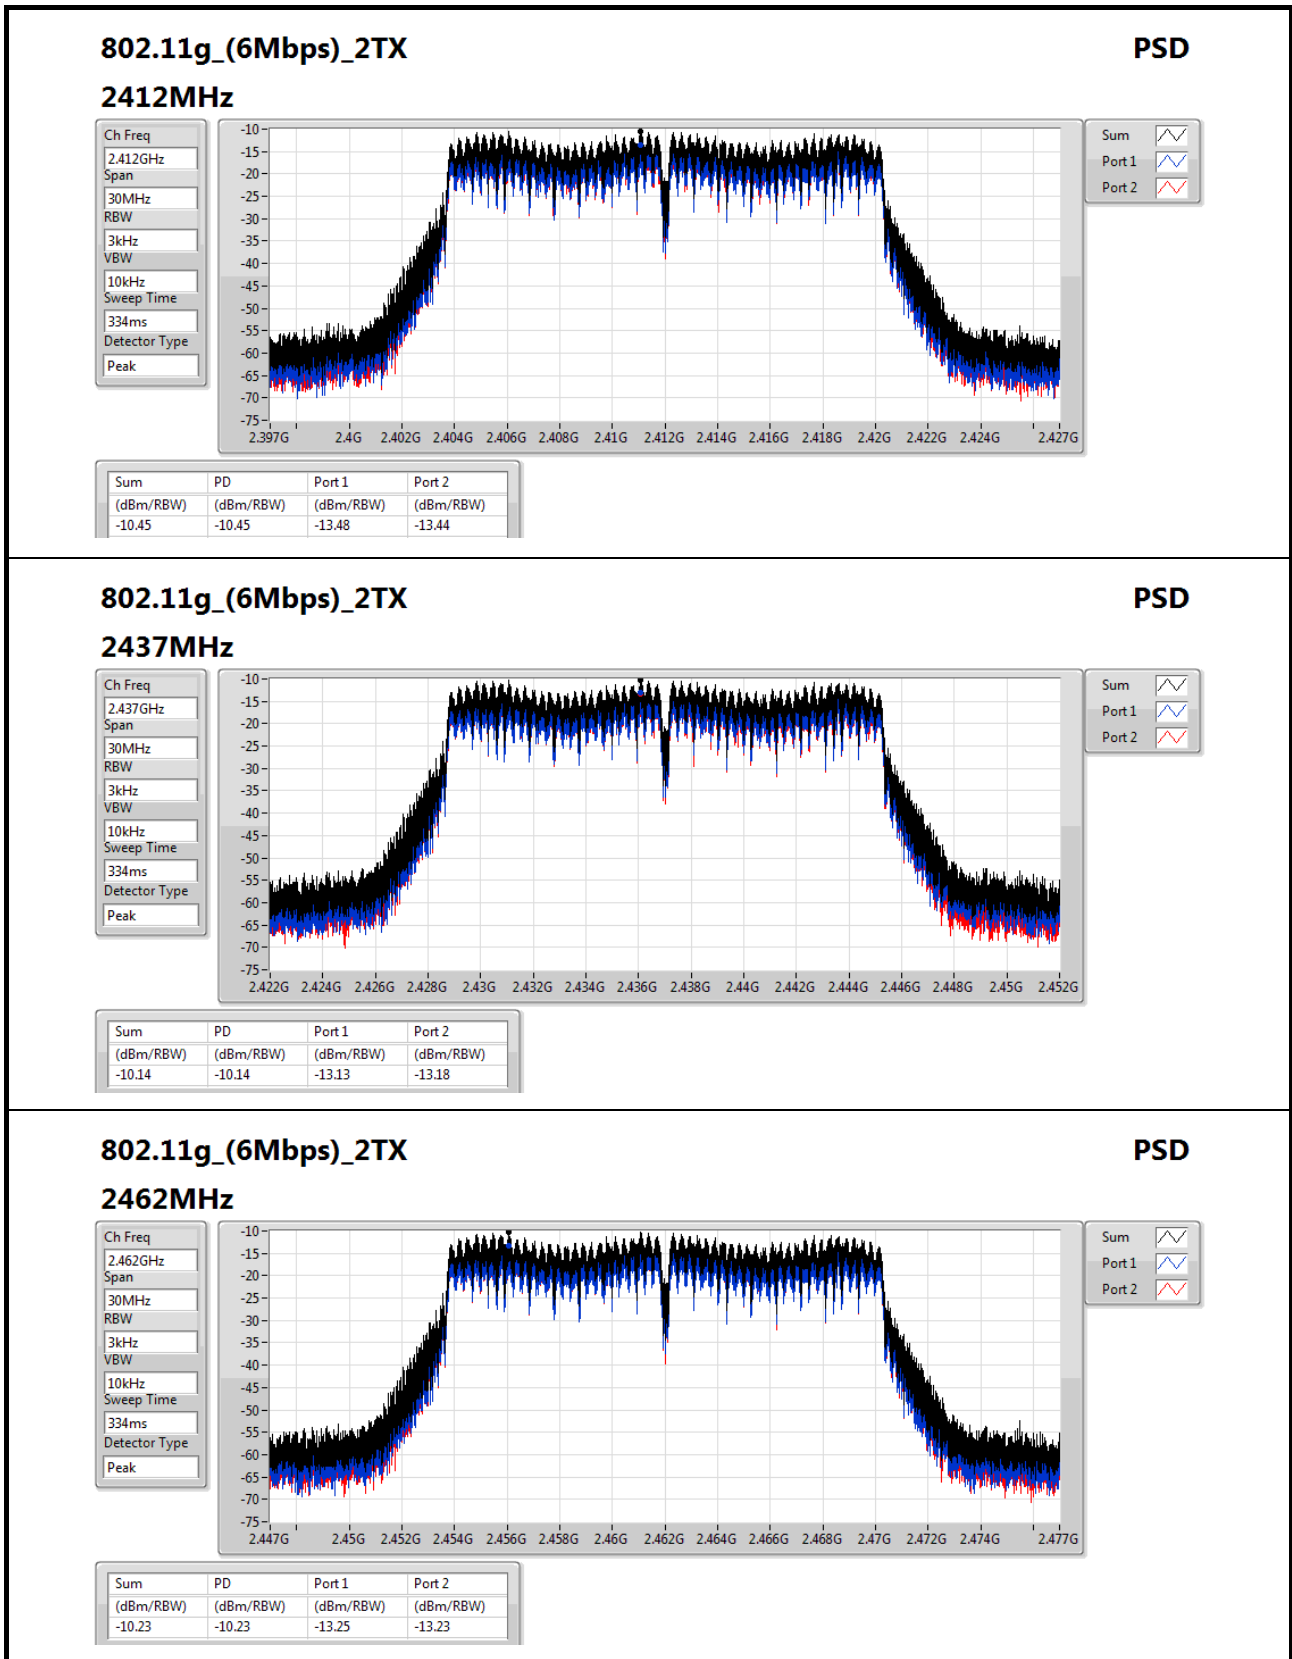 802.11g_(6Mbps)_2TX PSD
2412MHz
Ch Freq
2.412GHz
Span
30MHz
RBW
3kHz
VBW
10kHz
Sweep Time
334ms
Detector Type
Peak
-10
-15
-20
-25
-30
-35
-40
-45
-50
-55
-60
-65
-70
-75
2.397G 2.4G 2.402G 2.404G 2.406G 2.408G 2.41G 2.412G 2.414G 2.416G 2.418G 2.42G 2.422G 2.424G 2.427G
Sum
Port 1
Port 2
Sum PD Port 1 Port 2
(dBm/RBW) (dBm/RBW) (dBm/RBW) (dBm/RBW)
-10.45 -10.45 -13.48 -13.44
802.11g_(6Mbps)_2TX PSD
2437MHz
Ch Freq
2.437GHz
Span
30MHz
RBW
3kHz
VBW
10kHz
Sweep Time
334ms
Detector Type
Peak
-10
-15
-20
-25
-30
-35
-40
-45
-50
-55
-60
-65
-70
-75
2.422G 2.424G 2.426G 2.428G 2.43G 2.432G 2.434G 2.436G 2.438G 2.44G 2.442G 2.444G 2.446G 2.448G 2.45G 2.452G
Sum
Port 1
Port 2
Sum PD Port 1 Port 2
(dBm/RBW) (dBm/RBW) (dBm/RBW) (dBm/RBW)
-10.14 -10.14 -13.13 -13.18
802.11g_(6Mbps)_2TX PSD
2462MHz
Ch Freq
2.462GHz
Span
30MHz
RBW
3kHz
VBW
10kHz
Sweep Time
334ms
Detector Type
Peak
-10
-15
-20
-25
-30
-35
-40
-45
-50
-55
-60
-65
-70
-75
2.447G 2.45G 2.452G 2.454G 2.456G 2.458G 2.46G 2.462G 2.464G 2.466G 2.468G 2.47G 2.472G 2.474G 2.477G
Sum
Port 1
Port 2
Sum PD Port 1 Port 2
(dBm/RBW) (dBm/RBW) (dBm/RBW) (dBm/RBW)
-10.23 -10.23 -13.25 -13.23